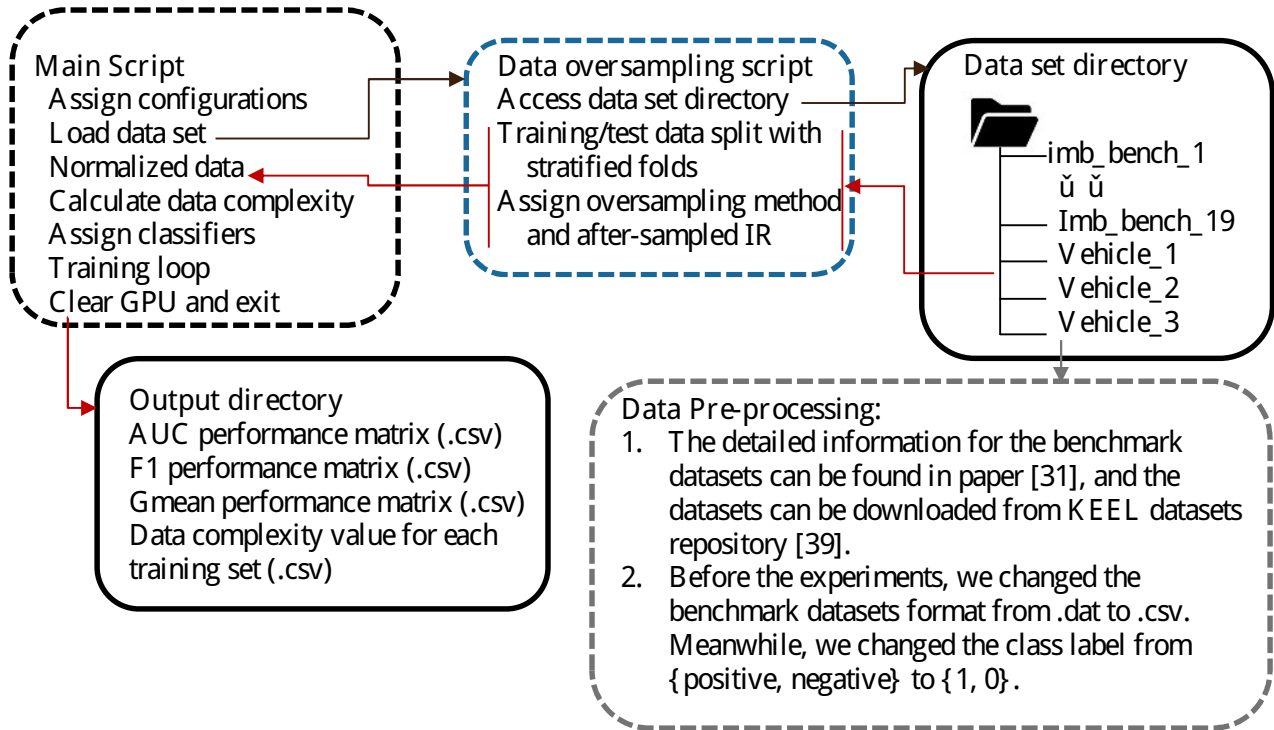 Main Script
Assign configurations
Load data set
Normalized data
Calculate data complexity
Assign classifiers
Training loop
Clear GPU and exit
Data oversampling script
Access data set directory
Training/test data split with
stratified folds
Assign oversampling method
and after-sampled IR
Data set directory
imb_bench_1
ǔ ǔ
Imb_bench_19
Vehicle_1
Vehicle_2
Vehicle_3
Output directory
AUC performance matrix (.csv)
F1 performance matrix (.csv)
Gmean performance matrix (.csv)
Data complexity value for each
training set (.csv)
Data Pre-processing:
1. The detailed information for the benchmark
datasets can be found in paper [31], and the
datasets can be downloaded from KEEL datasets
repository [39].
2. Before the experiments, we changed the
benchmark datasets format from .dat to .csv.
Meanwhile, we changed the class label from
{positive, negative} to {1, 0}.